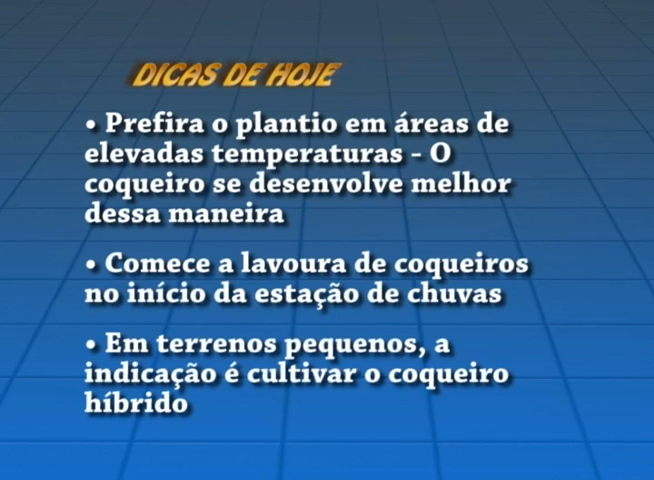 DICAS DE HOJE
• Prefira o plantio em áreas de
elevadas temperaturas - O
coqueiro se desenvolve melhor
dessa maneira
• Comece a lavoura de coqueiros
no início da estação de chuvas
• Em terrenos pequenos, a
indicação é cultivar o coqueiro
híbrido